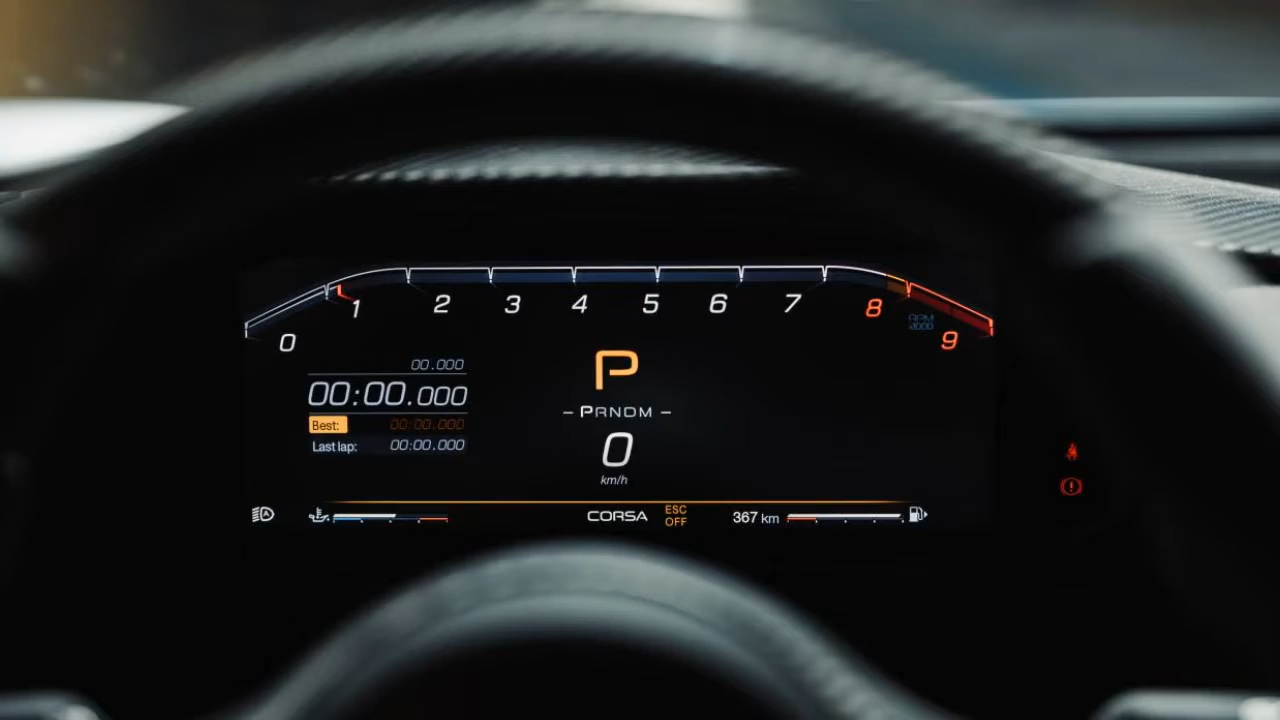 0 1 2 3 4 5 6 7 8 9
RPM
x1000
00.000
00:00.000
Best: 00:00.000
Last lap: 00:00.000
P
– PRNDM –
0
km/h
CORSA
ESC
OFF
367 km